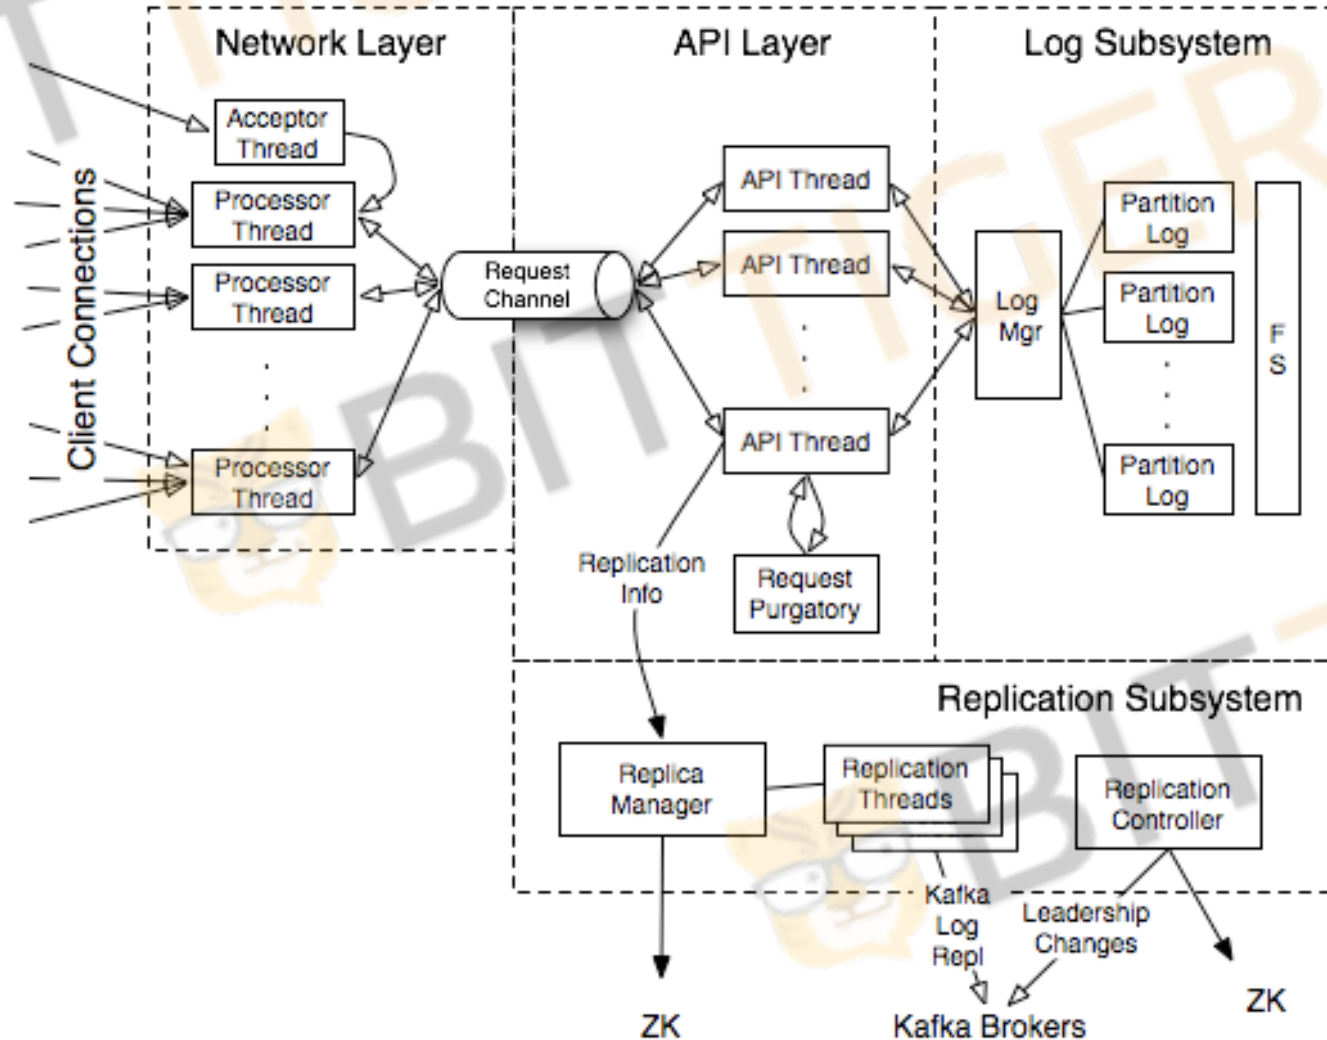 Network Layer
API Layer
Log Subsystem
Acceptor
Thread
Processor
Thread
Processor
Thread
Processor
Thread
Client Connections
Request
Channel
API Thread
API Thread
API Thread
Replication
Info
Request
Purgatory
Log
Mgr
Partition
Log
Partition
Log
Partition
Log
F
S
Replication Subsystem
Replica
Manager
Replication
Threads
Replication
Controller
Kafka
Log
Repl
Leadership
Changes
ZK
Kafka Brokers
ZK
BITTIGER
BIT
T